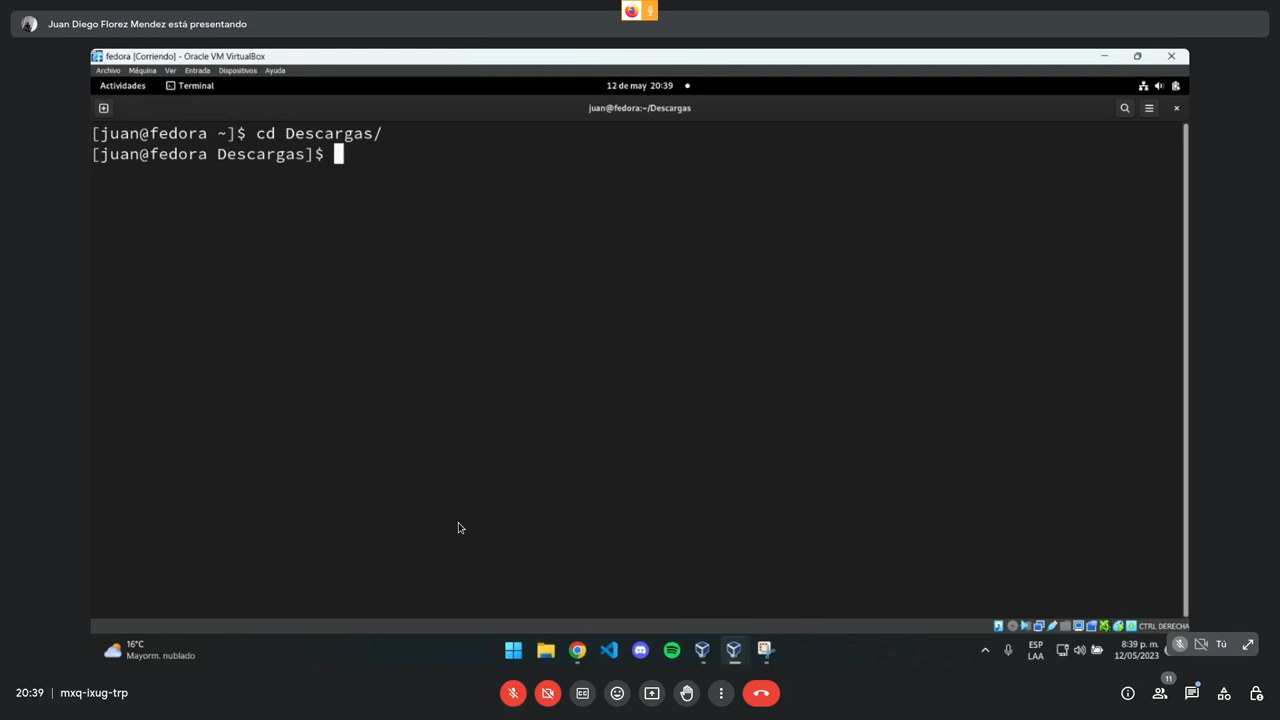 Juan Diego Florez Mendez está presentando
fedora [Corriendo] - Oracle VM VirtualBox
Archivo Máquina Ver Entrada Dispositivos Ayuda
Actividades Terminal 12 de may 20:39
juan@fedora:~/Descargas
[juan@fedora ~]$ cd Descargas/
[juan@fedora Descargas]$
CTRL DERECHA
16°C
Mayorm. nublado
ESP
LAA
8:39 p. m.
12/05/2023
Tú
20:39 | mxq-ixug-trp
11